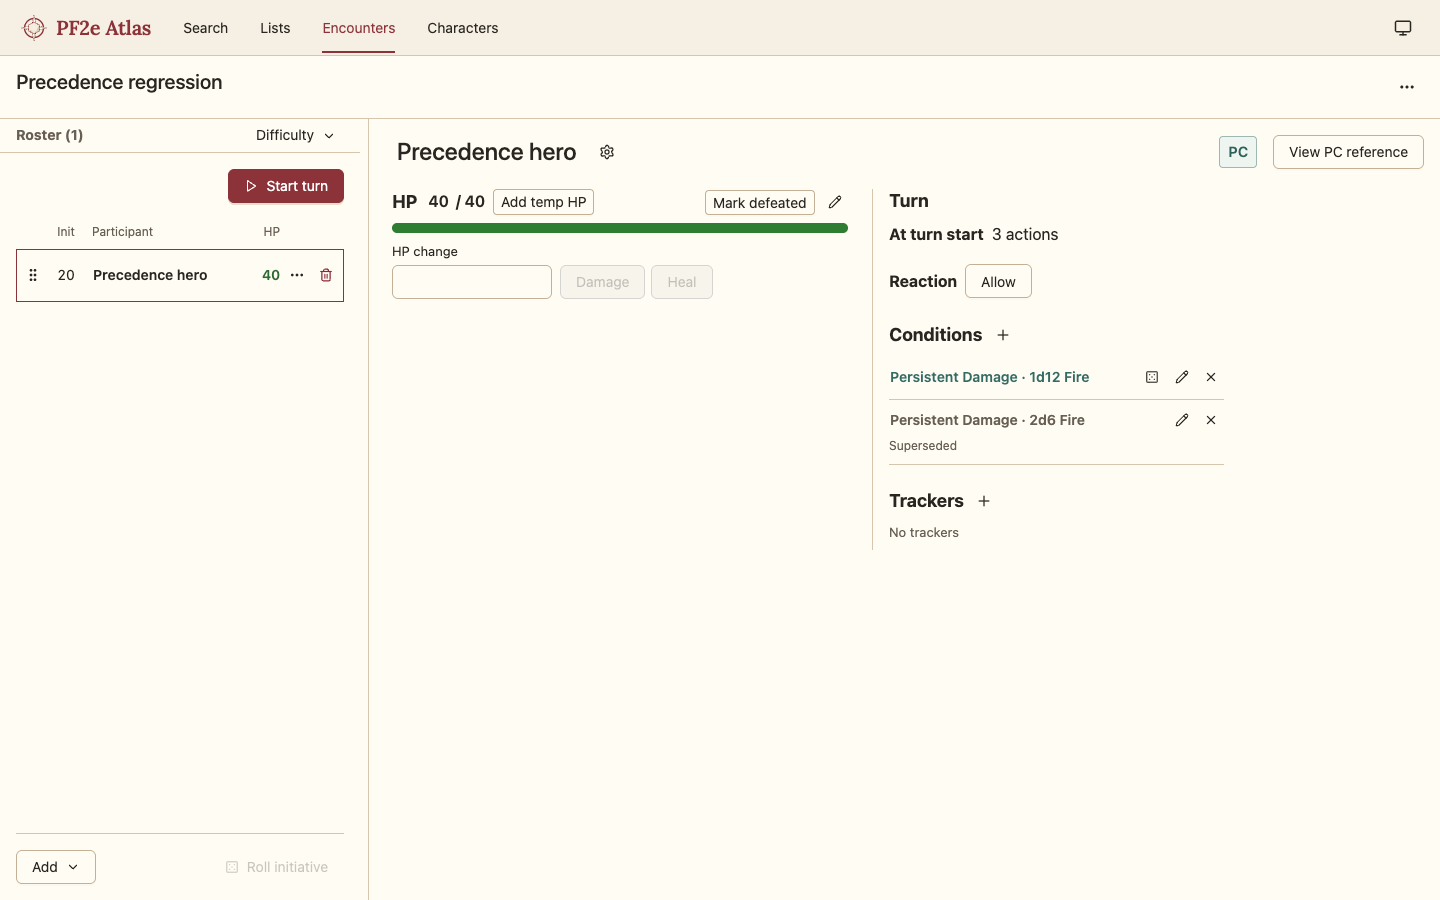 PF2e Atlas
Search
Lists
Encounters
Characters
Precedence regression
Roster (1)
Difficulty
Start turn
Init
Participant
HP
20
Precedence hero
40
Add
Roll initiative
Precedence hero
PC
View PC reference
HP 40 / 40
Add temp HP
Mark defeated
HP change
Damage
Heal
Turn
At turn start 3 actions
Reaction
Allow
Conditions
Persistent Damage · 1d12 Fire
Persistent Damage · 2d6 Fire
Superseded
Trackers
No trackers